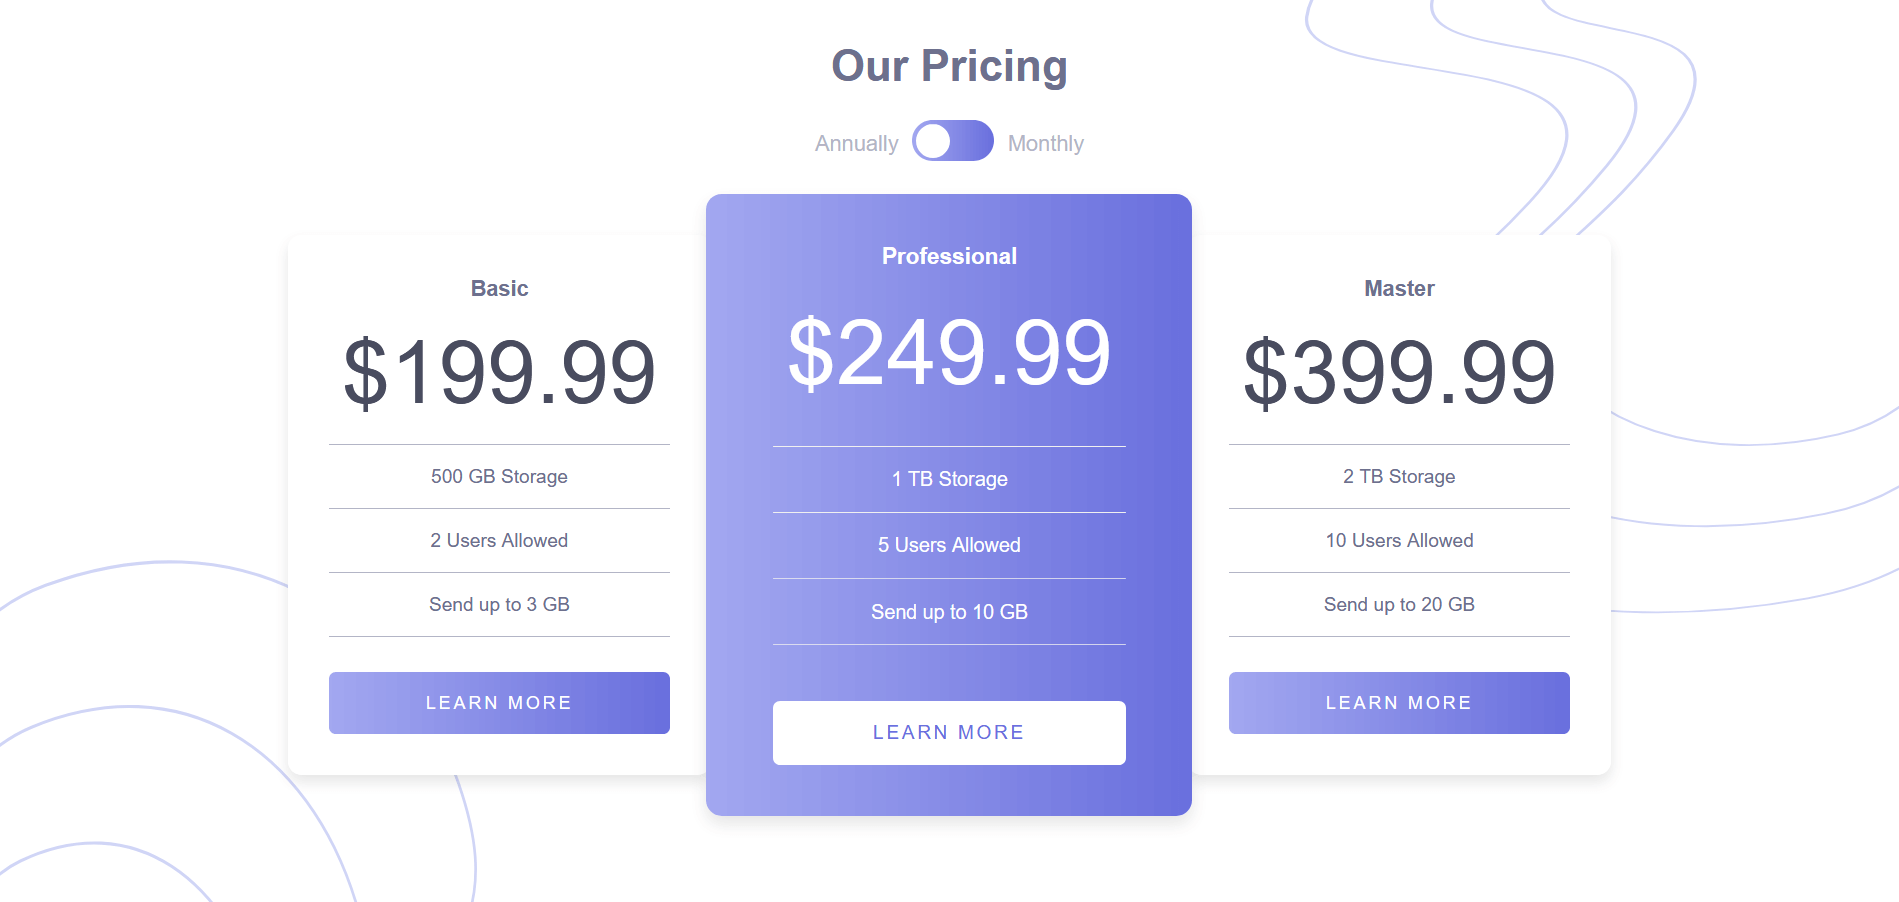 Our Pricing
Annually
Monthly
Basic
$199.99
500 GB Storage
2 Users Allowed
Send up to 3 GB
LEARN MORE
Professional
$249.99
1 TB Storage
5 Users Allowed
Send up to 10 GB
LEARN MORE
Master
$399.99
2 TB Storage
10 Users Allowed
Send up to 20 GB
LEARN MORE